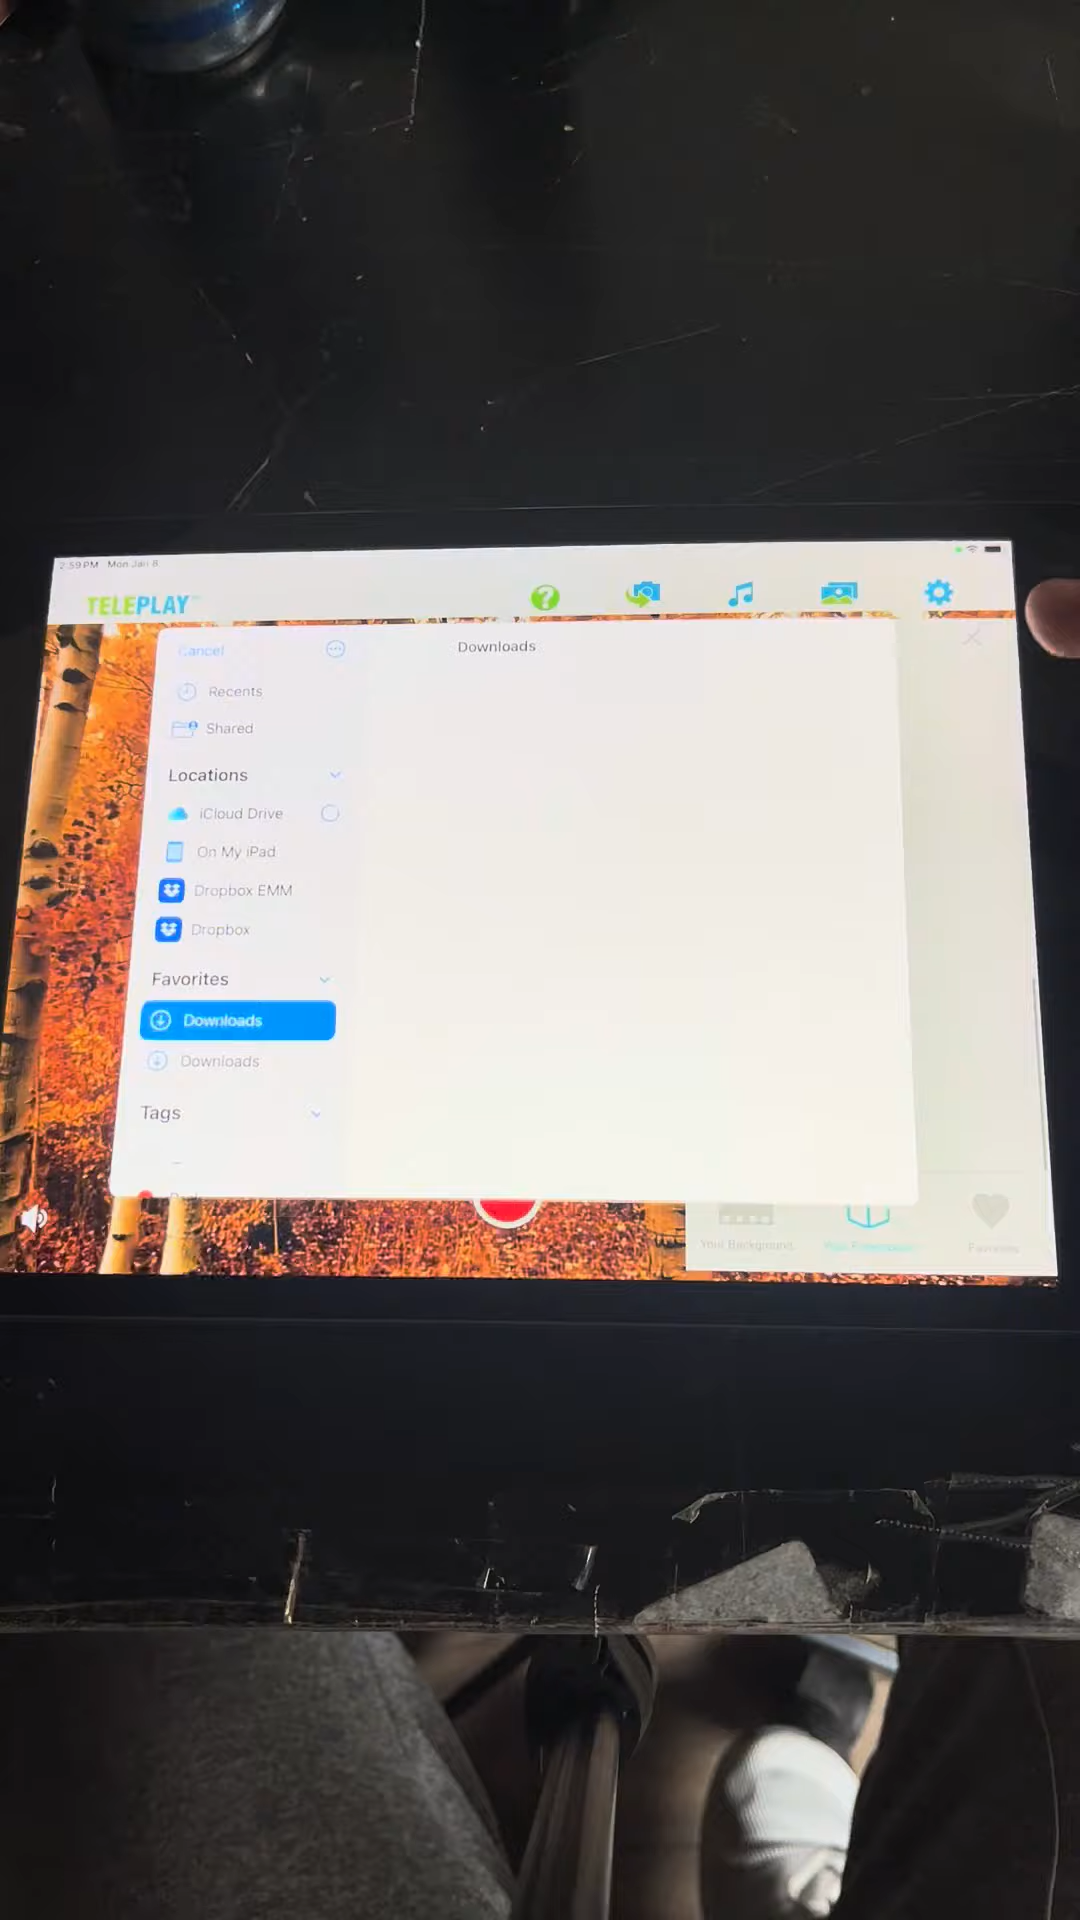 2:59 PM Mon Jan 8
TELEPLAY
Cancel
Downloads
Recents
Shared
Locations
iCloud Drive
On My iPad
Dropbox EMM
Dropbox
Favorites
Downloads
Downloads
Tags
Your Background
Favorites